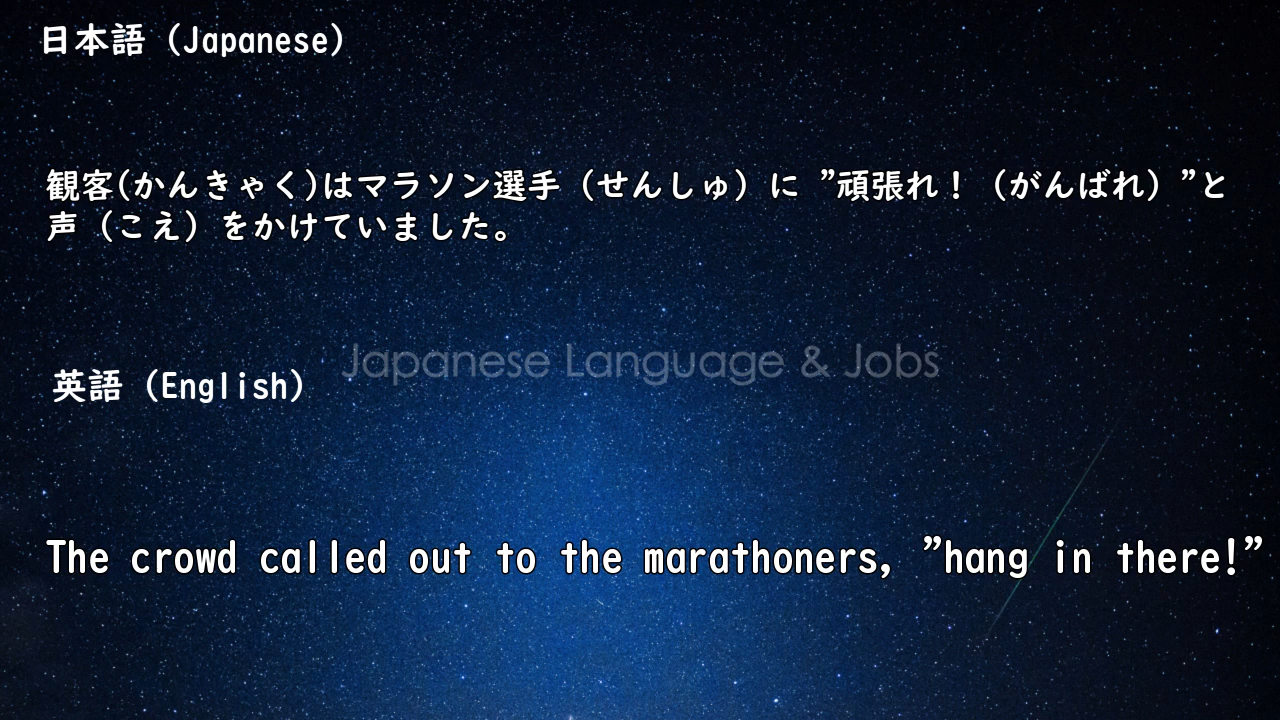 日本語（Japanese）
観客(かんきゃく)はマラソン選手（せんしゅ）に ”頑張れ！（がんばれ）”と
声（こえ）をかけていました。
Japanese Language & Jobs
英語（English）
The crowd called out to the marathoners, ”hang in there!”